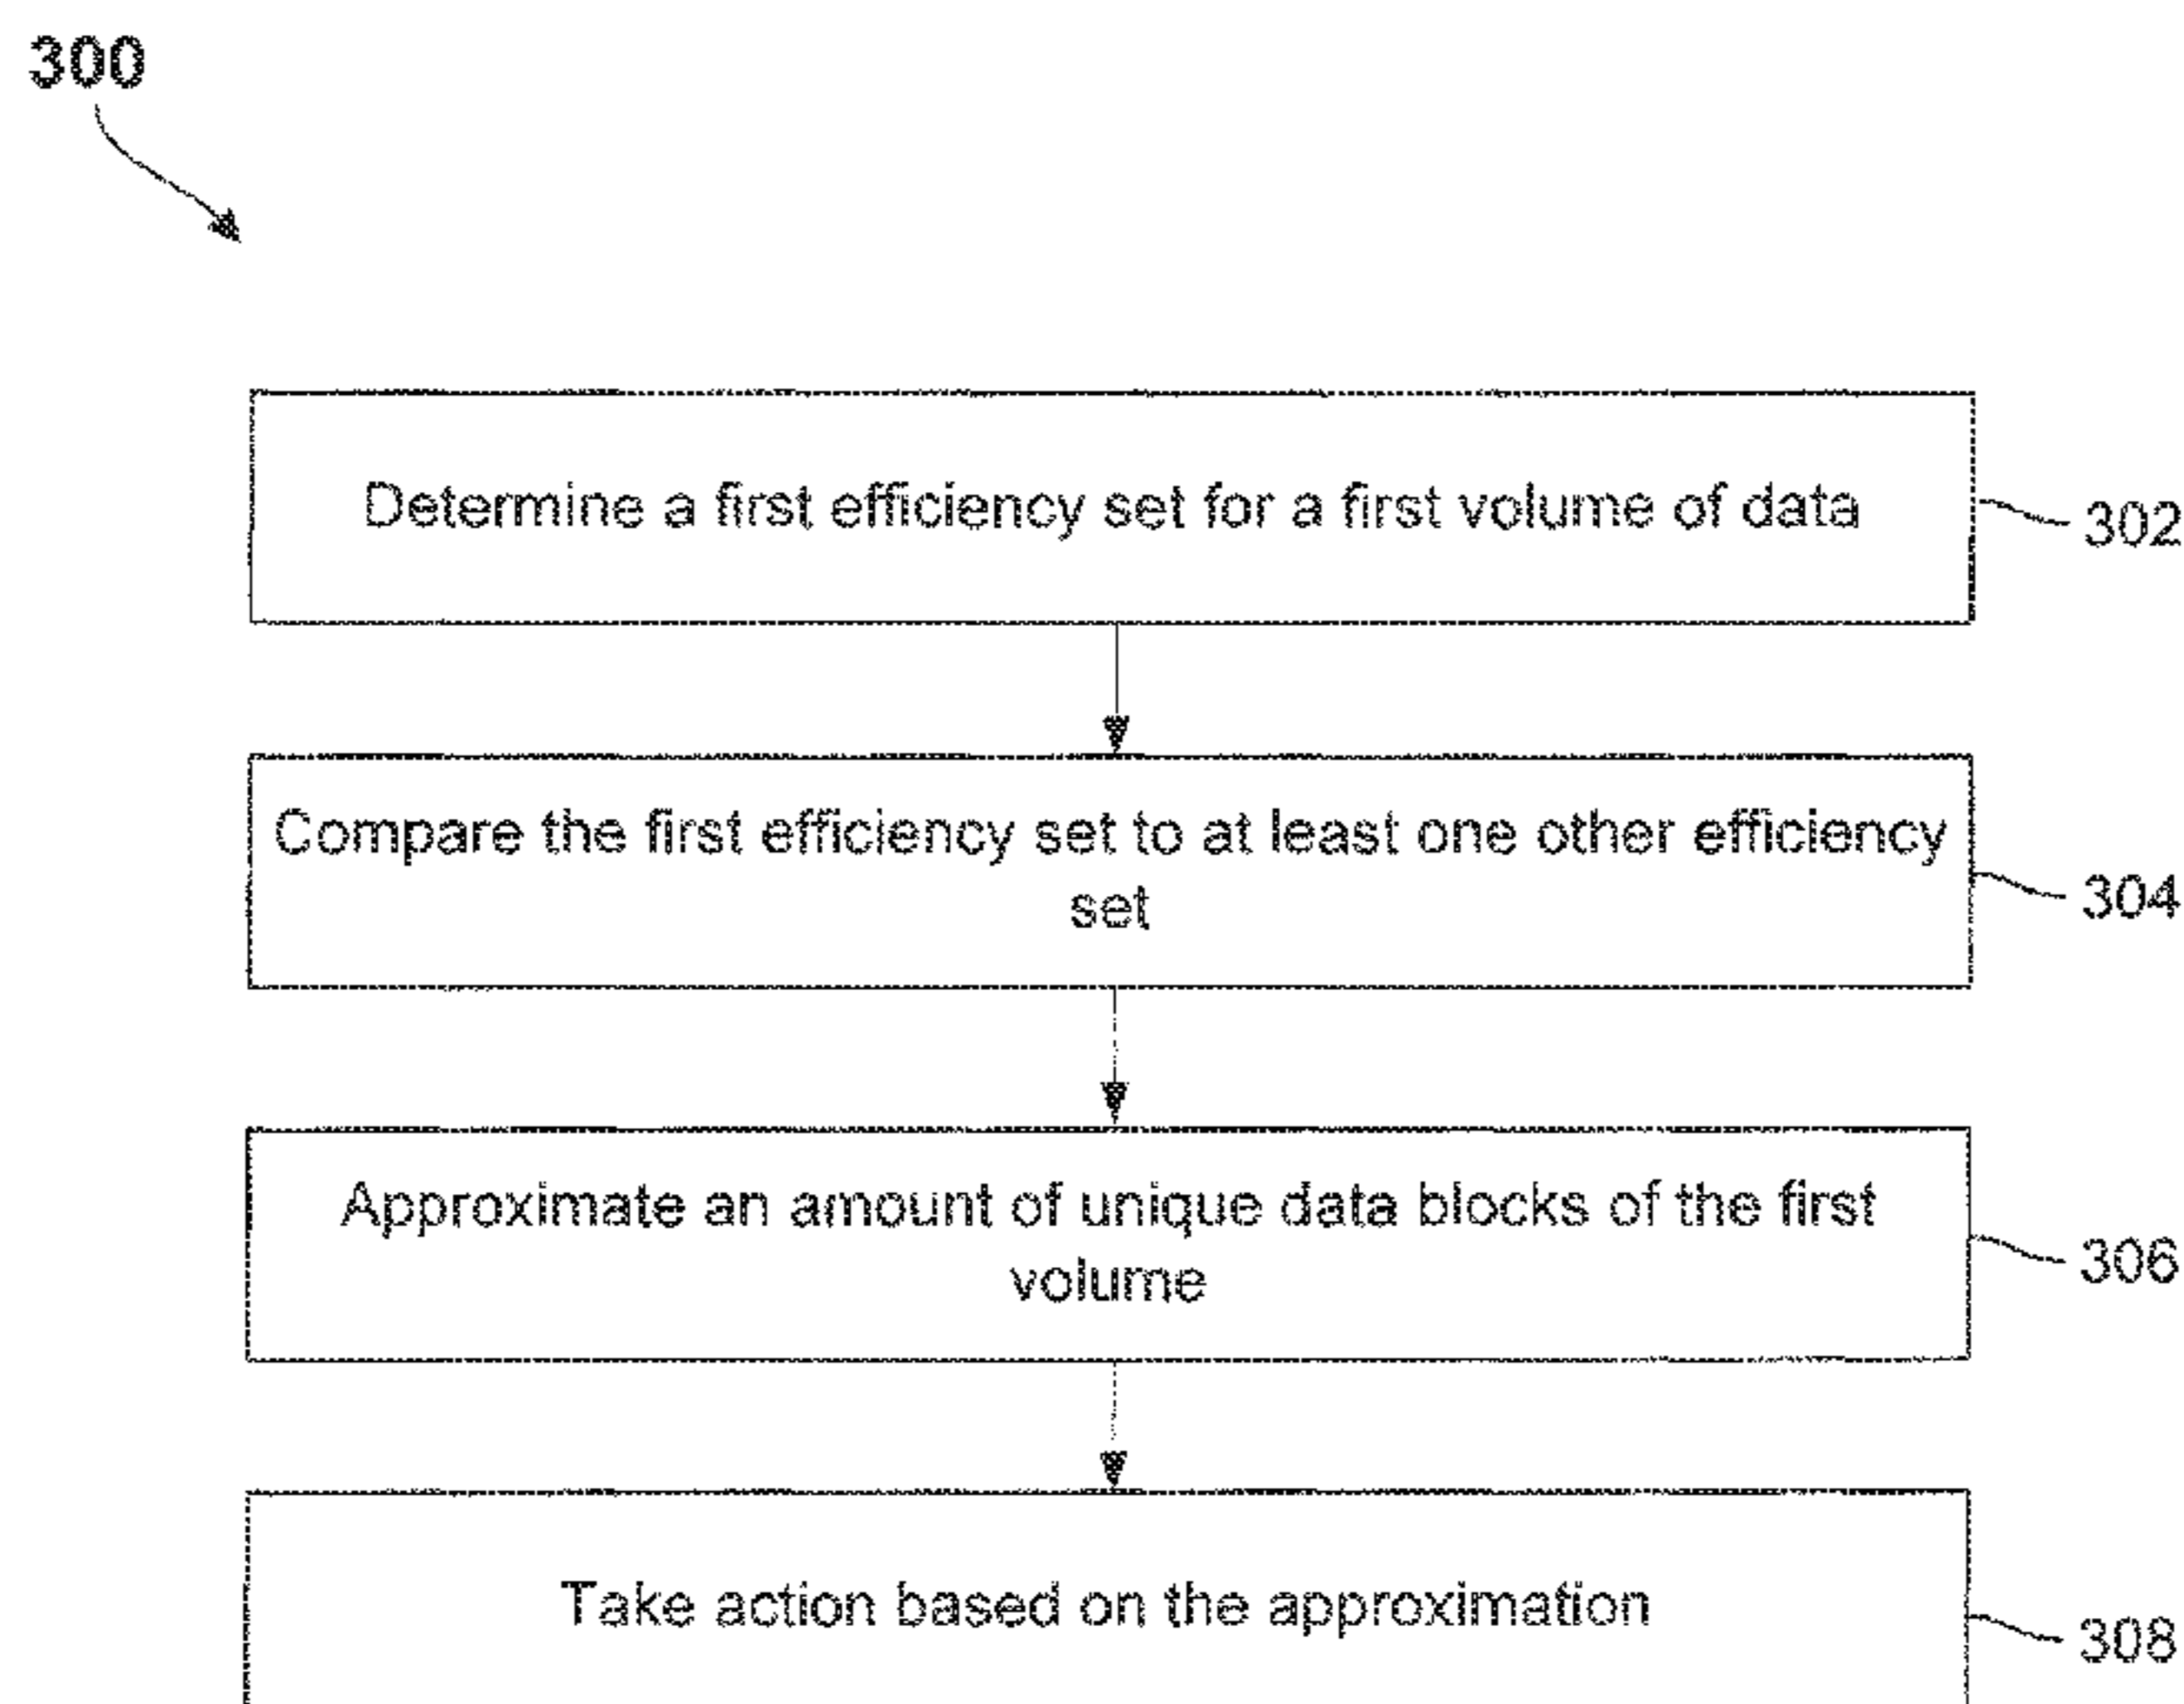 300
Determine a first efficiency set for a first volume of data
302
Compare the first efficiency set to at least one other efficiency
set
304
Approximate an amount of unique data blocks of the first
volume
306
Take action based on the approximation
308